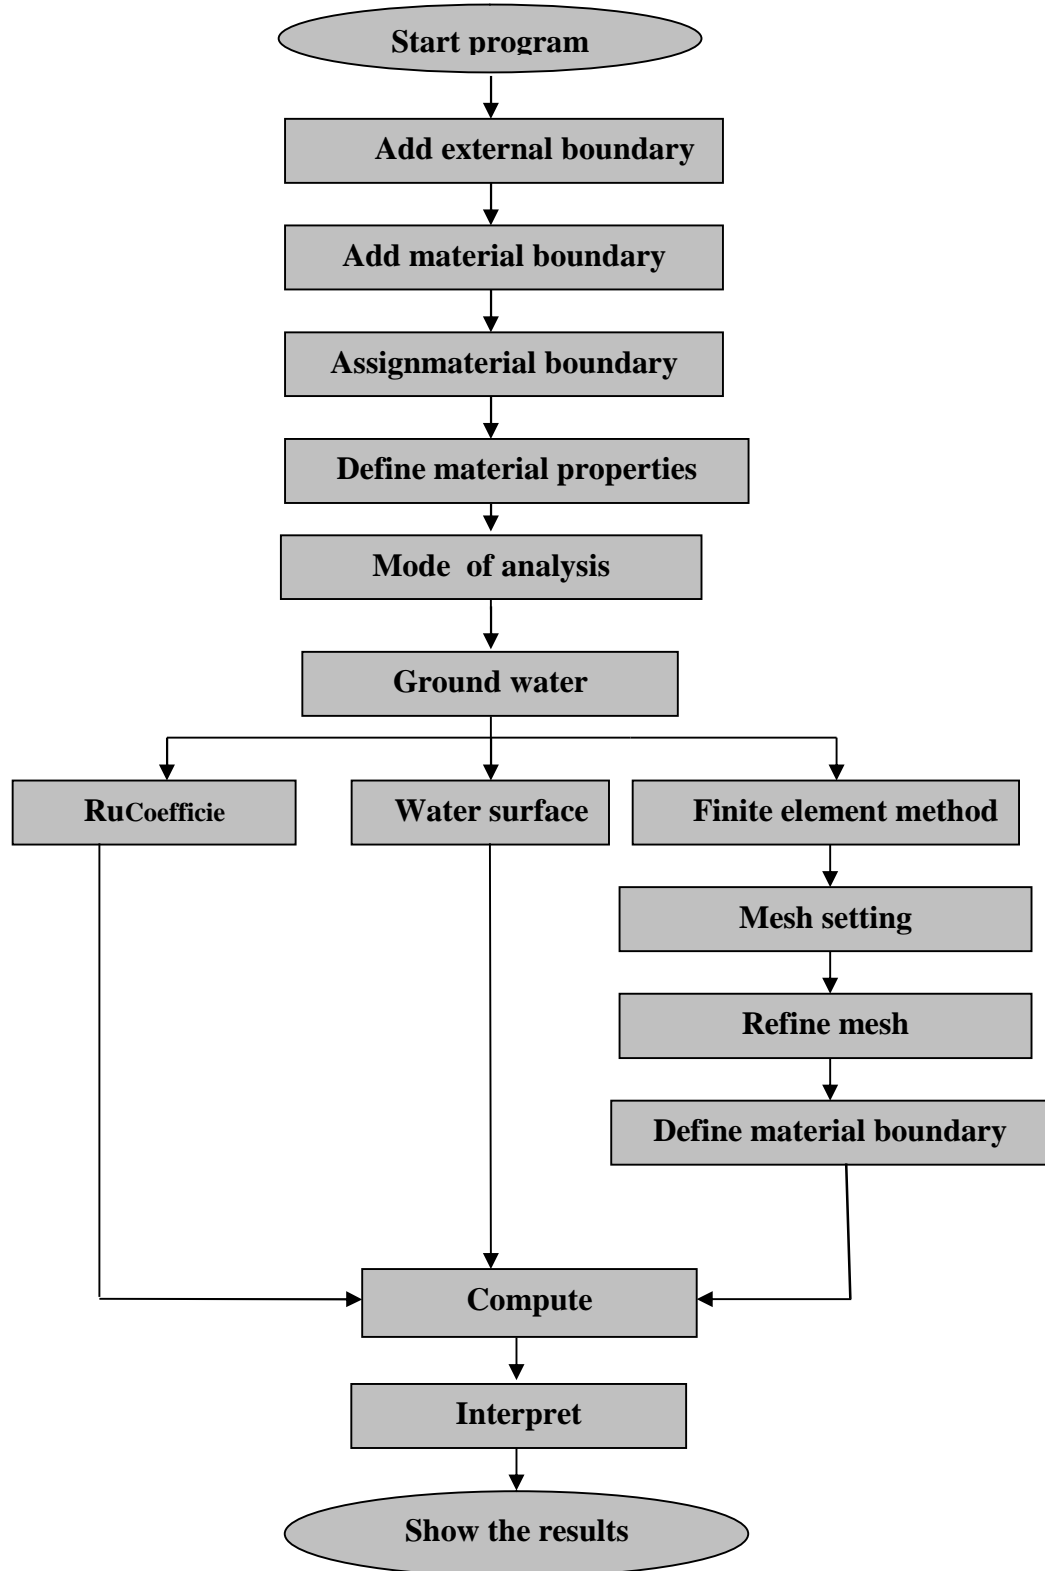 Start program
Add external boundary
Add material boundary
Assignmaterial boundary
Define material properties
Mode of analysis
Ground water
RuCoefficie
Water surface
Finite element method
Mesh setting
Refine mesh
Define material boundary
Compute
Interpret
Show the results